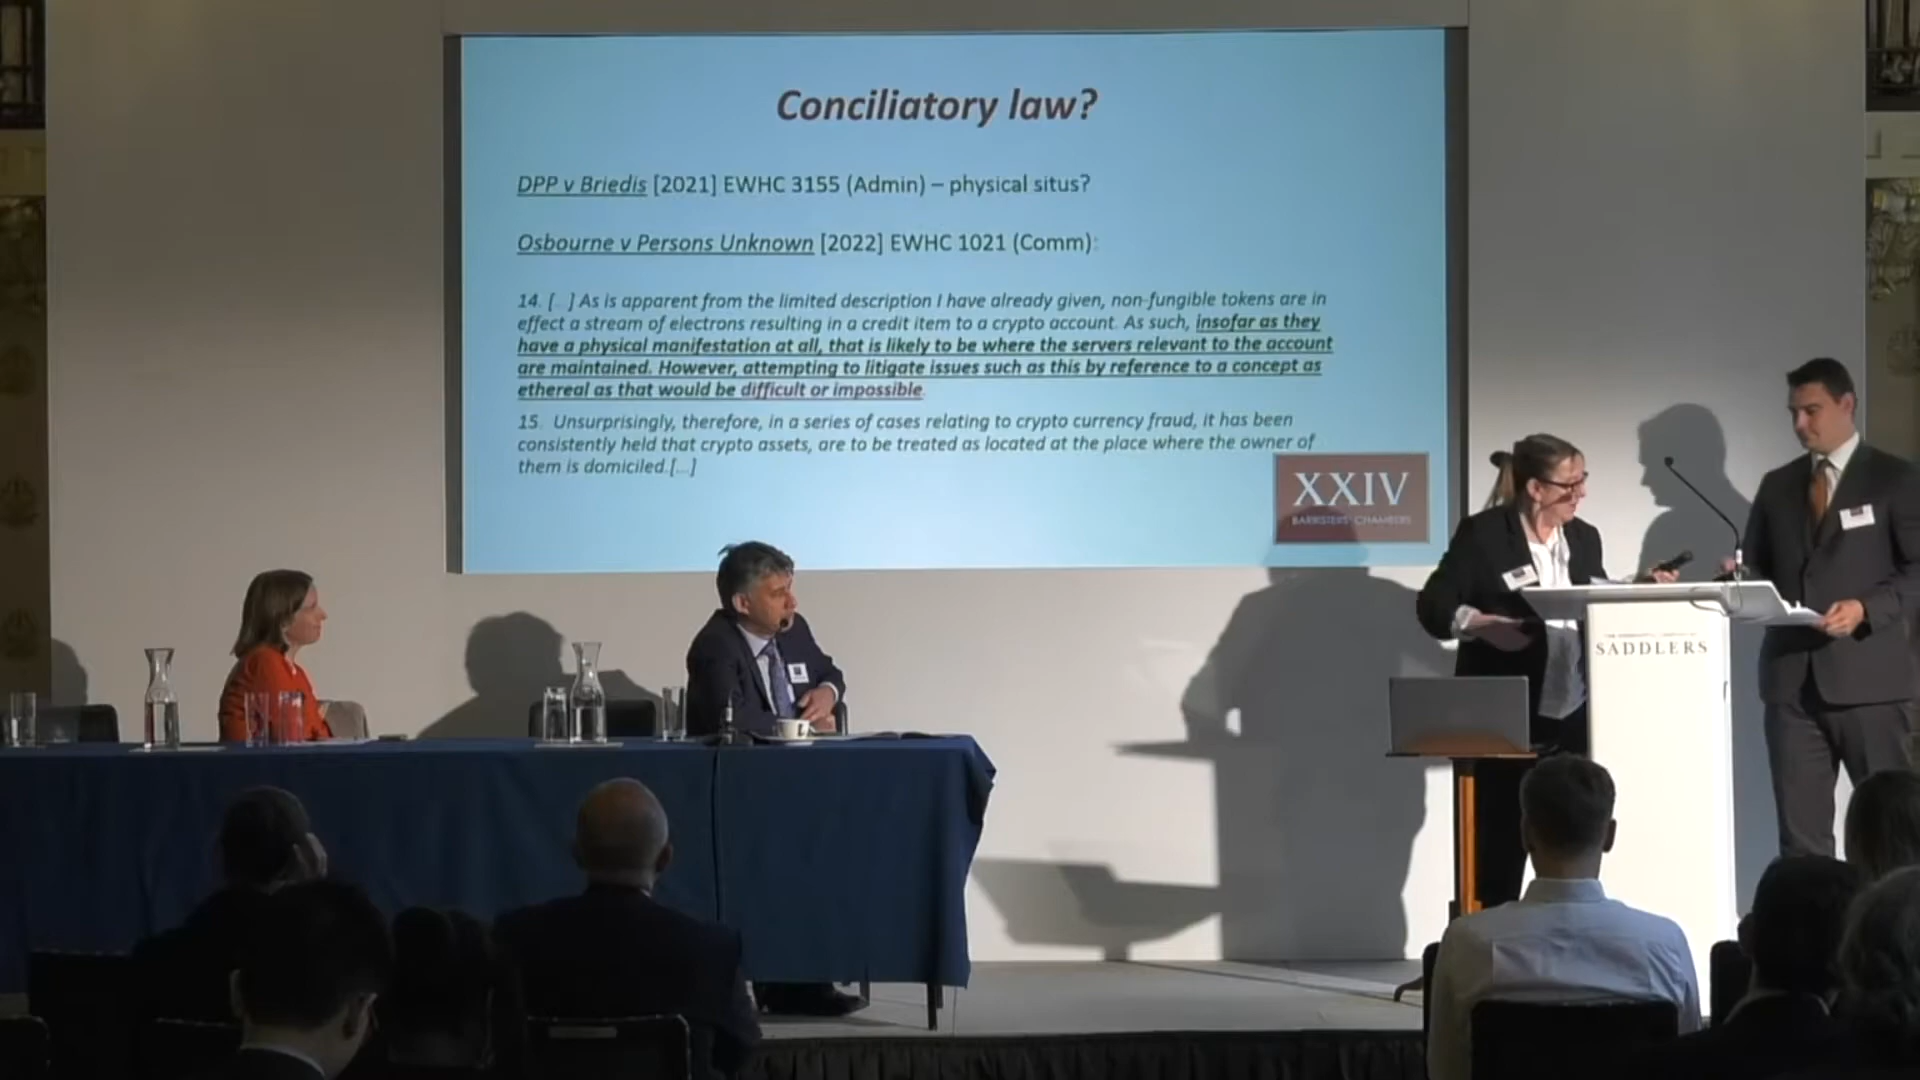 Conciliatory law?
DPP v Briedis [2021] EWHC 3155 (Admin) – physical situs?
Osbourne v Persons Unknown [2022] EWHC 1021 (Comm):
14. [...] As is apparent from the limited description I have already given, non-fungible tokens are in
effect a stream of electrons resulting in a credit item to a crypto account. As such, insofar as they
have a physical manifestation at all, that is likely to be where the servers relevant to the account
are maintained. However, attempting to litigate issues such as this by reference to a concept as
ethereal as that would be difficult or impossible.
15. Unsurprisingly, therefore, in a series of cases relating to crypto currency fraud, it has been
consistently held that crypto assets, are to be treated as located at the place where the owner of
them is domiciled.[...]
XXIV
BARRISTERS' CHAMBERS
SADDLERS